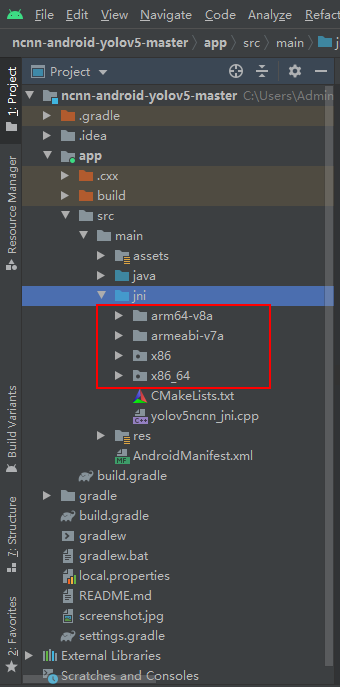 File Edit View Navigate Code Analyze Refact
ncnn-android-yolov5-master app src main j
1: Project
Project
ncnn-android-yolov5-master C:\Users\Admin
.gradle
.idea
app
.cxx
build
src
main
assets
java
jni
arm64-v8a
armeabi-v7a
x86
x86_64
CMakeLists.txt
yolov5ncnn_jni.cpp
res
AndroidManifest.xml
build.gradle
gradle
build.gradle
gradlew
gradlew.bat
local.properties
README.md
screenshot.jpg
settings.gradle
External Libraries
Scratches and Consoles
Resource Manager
Build Variants
7: Structure
2: Favorites